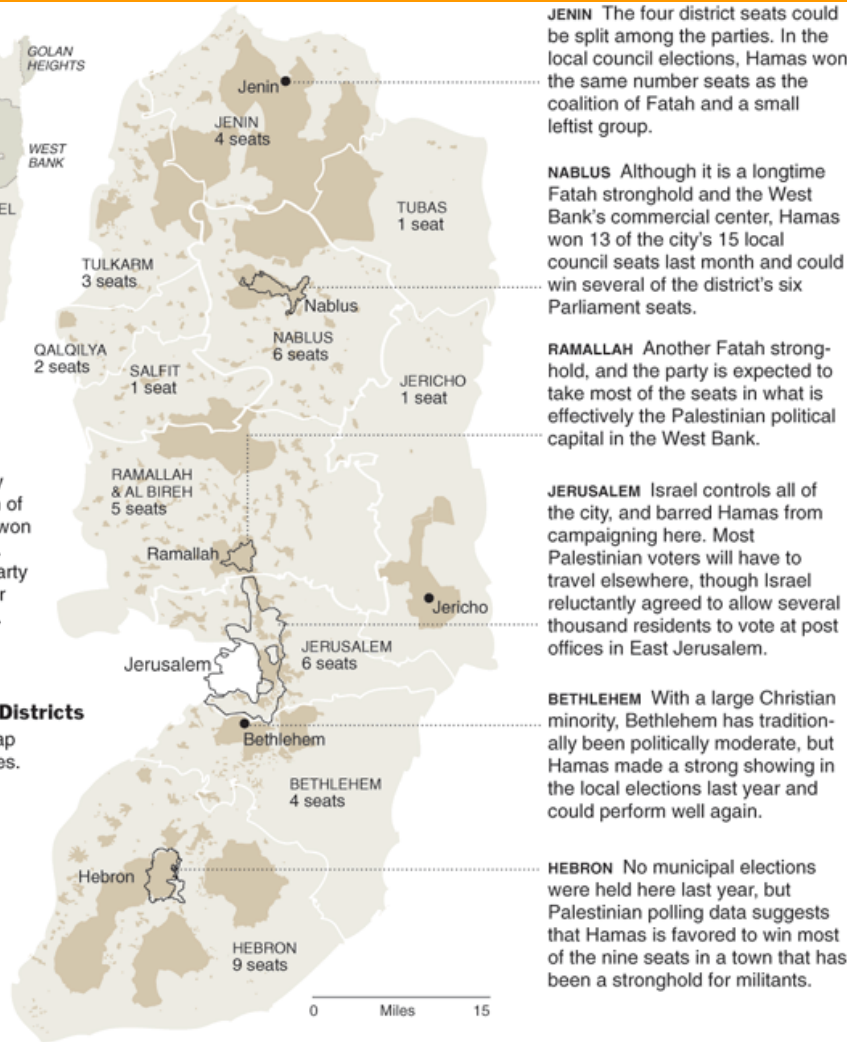 GOLAN
HEIGHTS
WEST
BANK
EL
of
won
arty
r
Districts
ap
es.
Jenin
JENIN
4 seats
TUBAS
1 seat
TULKARM
3 seats
Nablus
NABLUS
6 seats
QALQILYA
2 seats
SALFIT
1 seat
JERICHO
1 seat
RAMALLAH
& AL BIREH
5 seats
Ramallah
Jericho
Jerusalem
JERUSALEM
6 seats
Bethlehem
BETHLEHEM
4 seats
Hebron
HEBRON
9 seats
0 Miles 15
JENIN The four district seats could
be split among the parties. In the
local council elections, Hamas won
the same number seats as the
coalition of Fatah and a small
leftist group.
NABLUS Although it is a longtime
Fatah stronghold and the West
Bank's commercial center, Hamas
won 13 of the city's 15 local
council seats last month and could
win several of the district's six
Parliament seats.
RAMALLAH Another Fatah strong-
hold, and the party is expected to
take most of the seats in what is
effectively the Palestinian political
capital in the West Bank.
JERUSALEM Israel controls all of
the city, and barred Hamas from
campaigning here. Most
Palestinian voters will have to
travel elsewhere, though Israel
reluctantly agreed to allow several
thousand residents to vote at post
offices in East Jerusalem.
BETHLEHEM With a large Christian
minority, Bethlehem has tradition-
ally been politically moderate, but
Hamas made a strong showing in
the local elections last year and
could perform well again.
HEBRON No municipal elections
were held here last year, but
Palestinian polling data suggests
that Hamas is favored to win most
of the nine seats in a town that has
been a stronghold for militants.